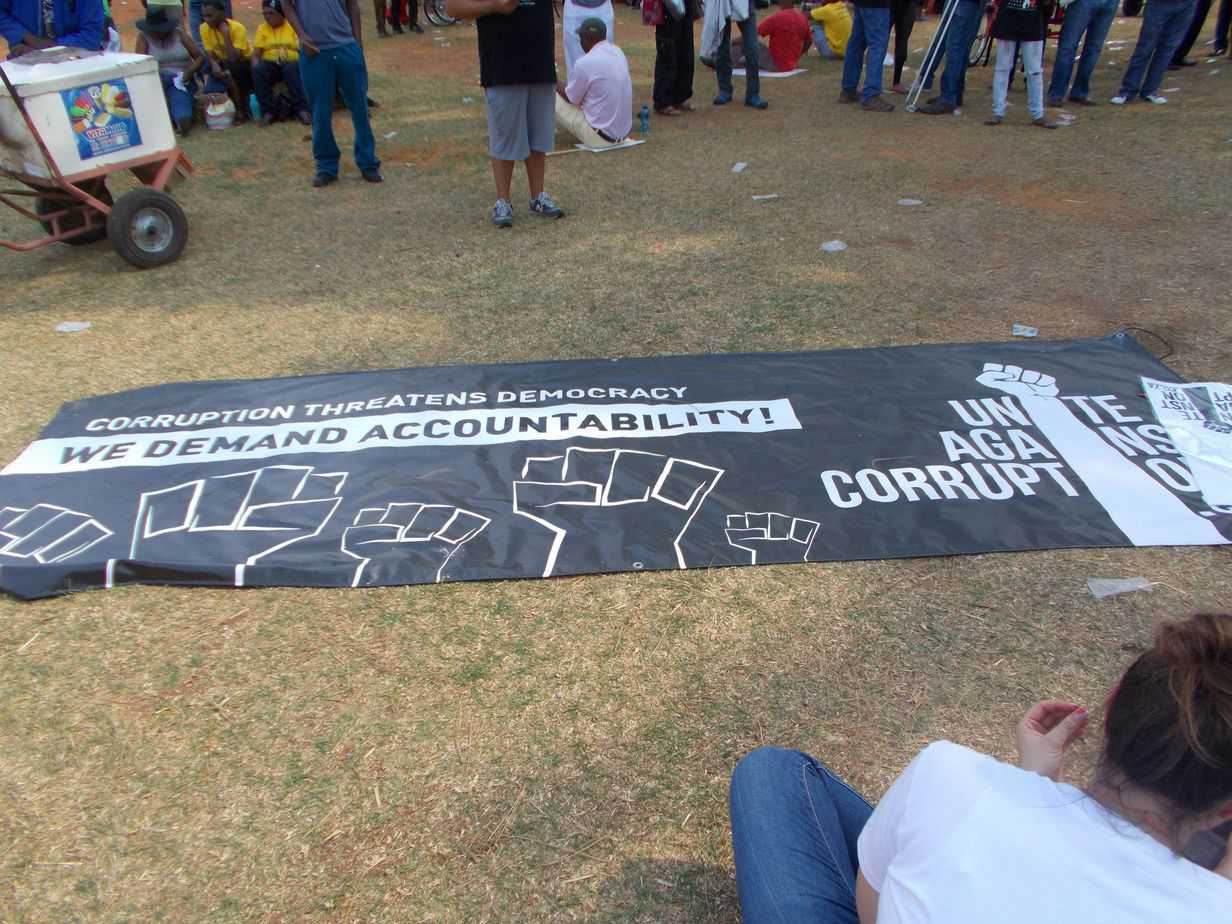 CORRUPTION THREATENS DEMOCRACY
WE DEMAND ACCOUNTABILITY!
UN TE
AGA NS
CORRUPT O